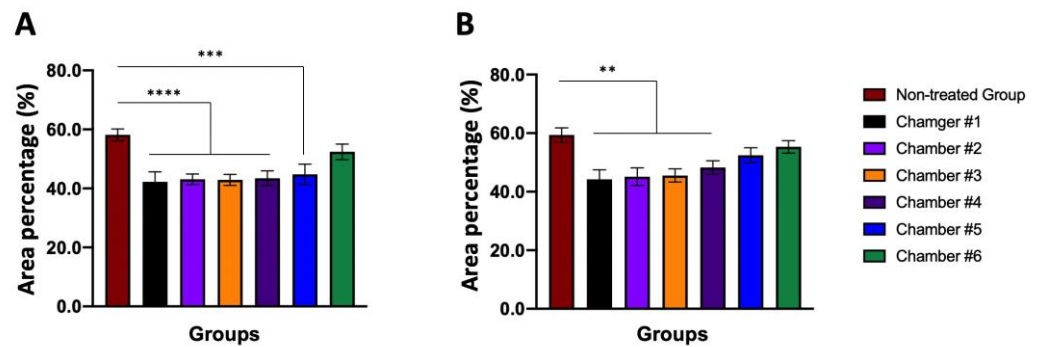 A
Area percentage (%)
80.0
60.0
40.0
20.0
0.0
***
****
Groups
B
Area percentage (%)
80.0
60.0
40.0
20.0
0.0
**
Groups
Non-treated Group
Chamger #1
Chamber #2
Chamber #3
Chamber #4
Chamber #5
Chamber #6